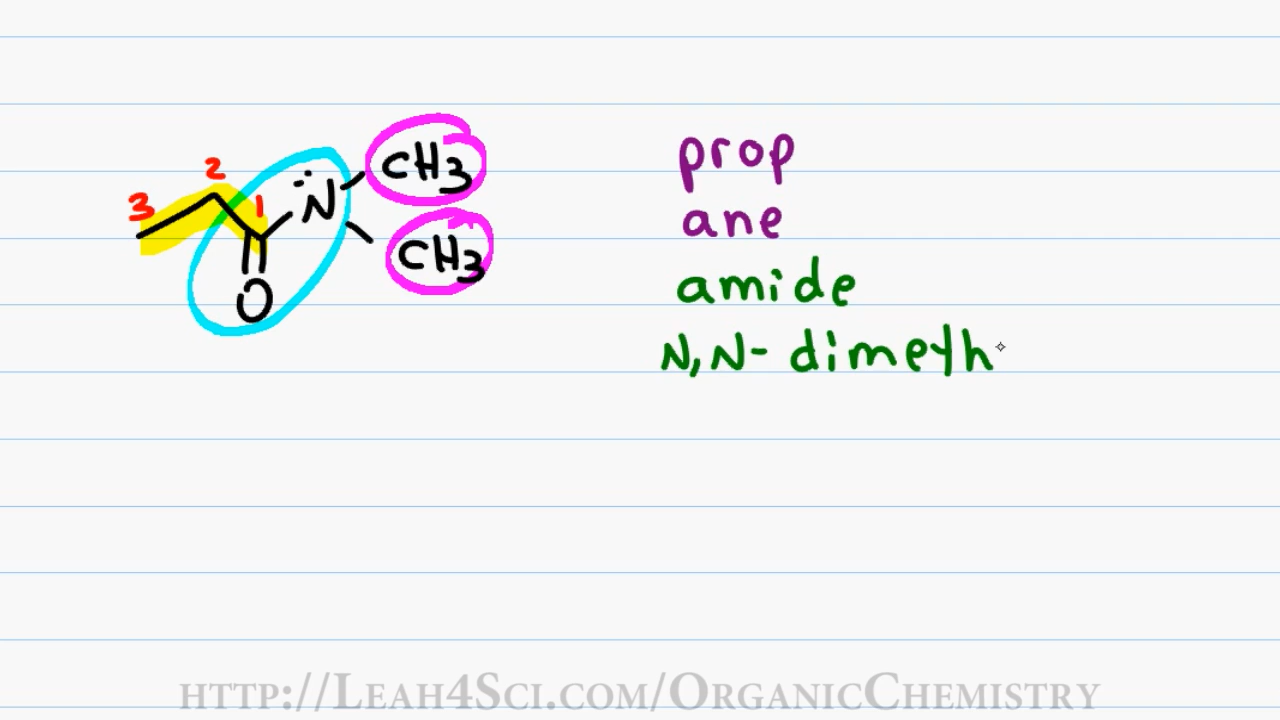 3 2 1 N CH3
CH3
O
prop
ane
amide
N,N- dimeth
HTTP://LEAH4SCI.COM/ORGANICCHEMISTRY